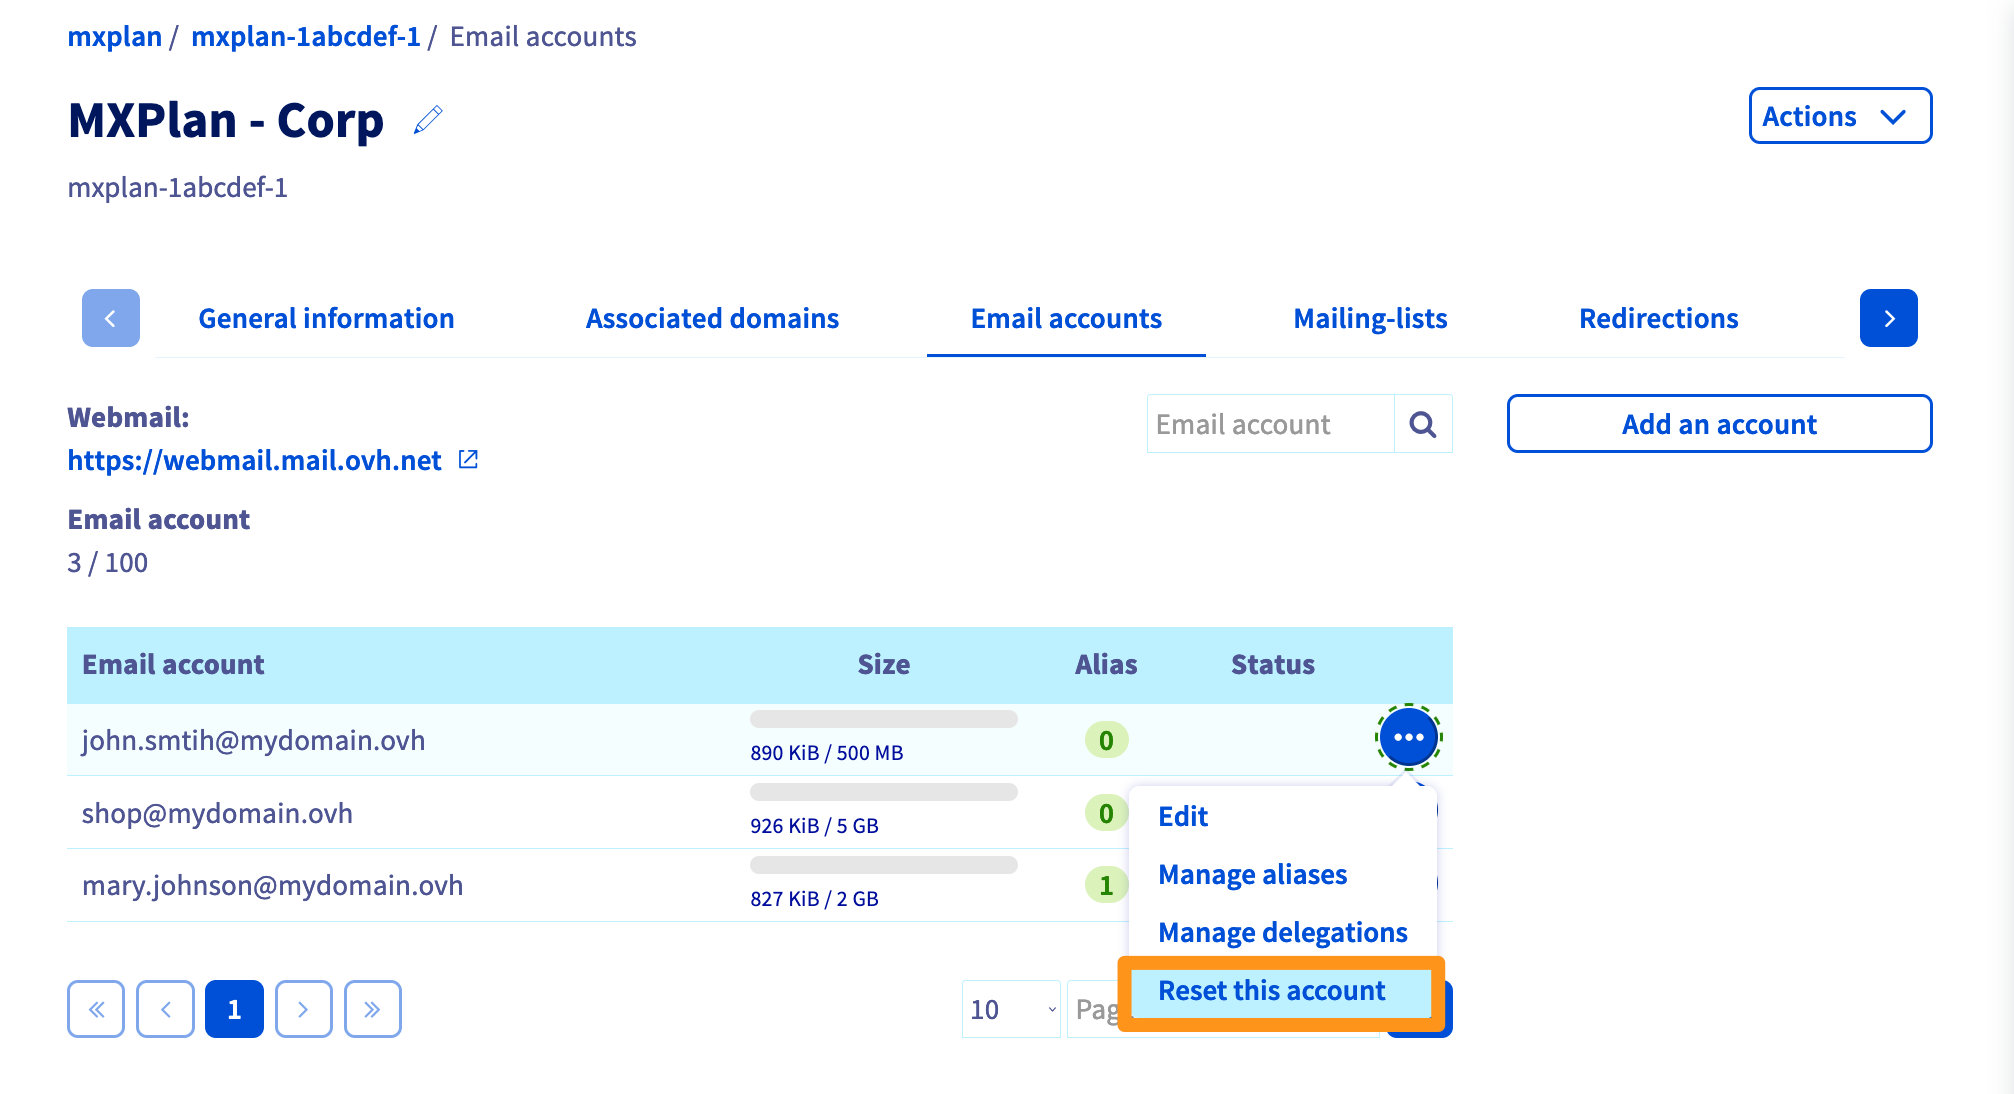 mxplan / mxplan-1abcdef-1 / Email accounts
MXPlan - Corp
Actions
mxplan-1abcdef-1
General information
Associated domains
Email accounts
Mailing-lists
Redirections
Webmail:
https://webmail.mail.ovh.net
Email account
Add an account
Email account
3 / 100
Email account Size Alias Status
john.smtih@mydomain.ovh 890 KiB / 500 MB 0
shop@mydomain.ovh 926 KiB / 5 GB 0
mary.johnson@mydomain.ovh 827 KiB / 2 GB 1
Edit
Manage aliases
Manage delegations
Reset this account
1
10